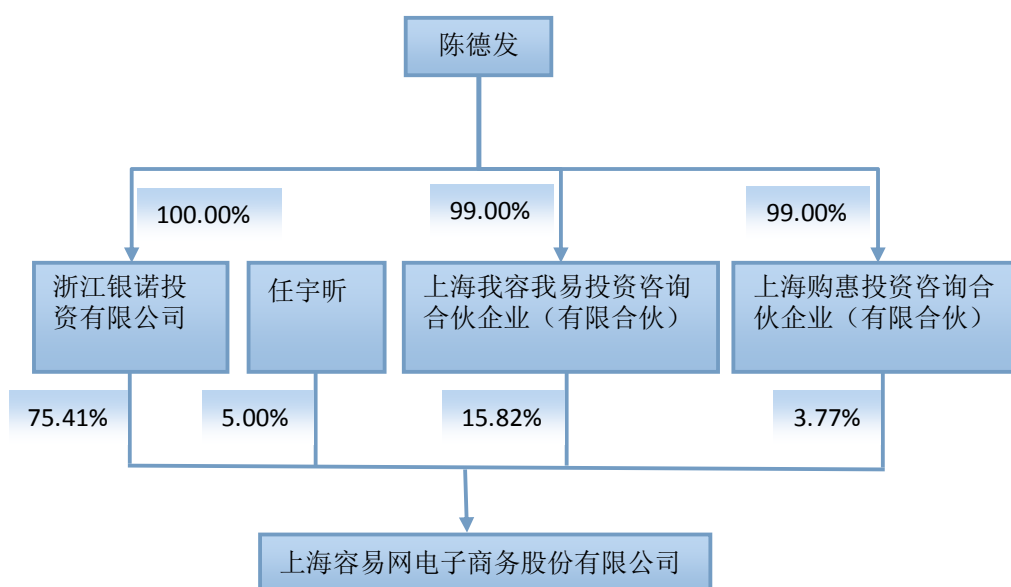 陈德发
100.00%
99.00%
99.00%
浙江银诺投
资有限公司
任宇昕
上海我容我易投资咨询
合伙企业（有限合伙）
上海购惠投资咨询合
伙企业（有限合伙）
75.41%
5.00%
15.82%
3.77%
上海容易网电子商务股份有限公司